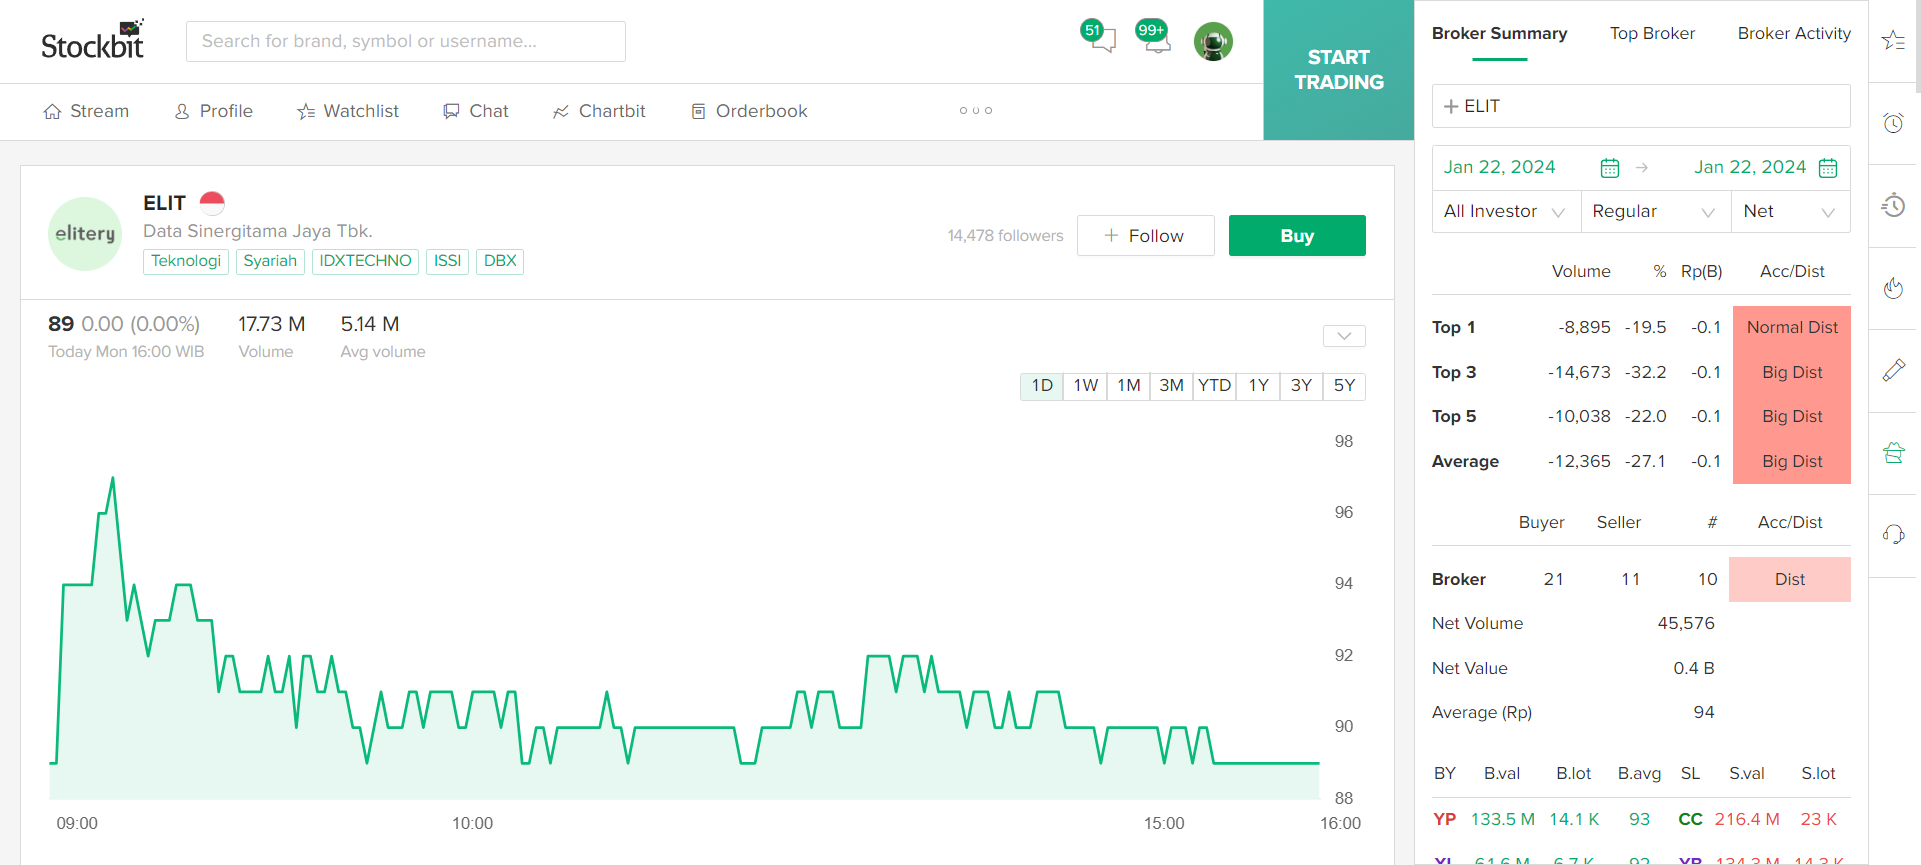 Stockbit
Search for brand, symbol or username...
51
99+
START
TRADING
Stream
Profile
Watchlist
Chat
Chartbit
Orderbook
elitery
ELIT
Data Sinergitama Jaya Tbk.
Teknologi
Syariah
IDXTECHNO
ISSI
DBX
14,478 followers
+ Follow
Buy
89 0.00 (0.00%)
Today Mon 16:00 WIB
17.73 M
Volume
5.14 M
Avg volume
1D 1W 1M 3M YTD 1Y 3Y 5Y
98
96
94
92
90
88
09:00 10:00 15:00 16:00
Broker Summary Top Broker Broker Activity
+ ELIT
Jan 22, 2024 → Jan 22, 2024
All Investor Regular Net
Volume % Rp(B) Acc/Dist
Top 1 -8,895 -19.5 -0.1 Normal Dist
Top 3 -14,673 -32.2 -0.1 Big Dist
Top 5 -10,038 -22.0 -0.1 Big Dist
Average -12,365 -27.1 -0.1 Big Dist
Buyer Seller # Acc/Dist
Broker 21 11 10 Dist
Net Volume 45,576
Net Value 0.4 B
Average (Rp) 94
BY B.val B.lot B.avg SL S.val S.lot
YP 133.5 M 14.1 K 93 CC 216.4 M 23 K